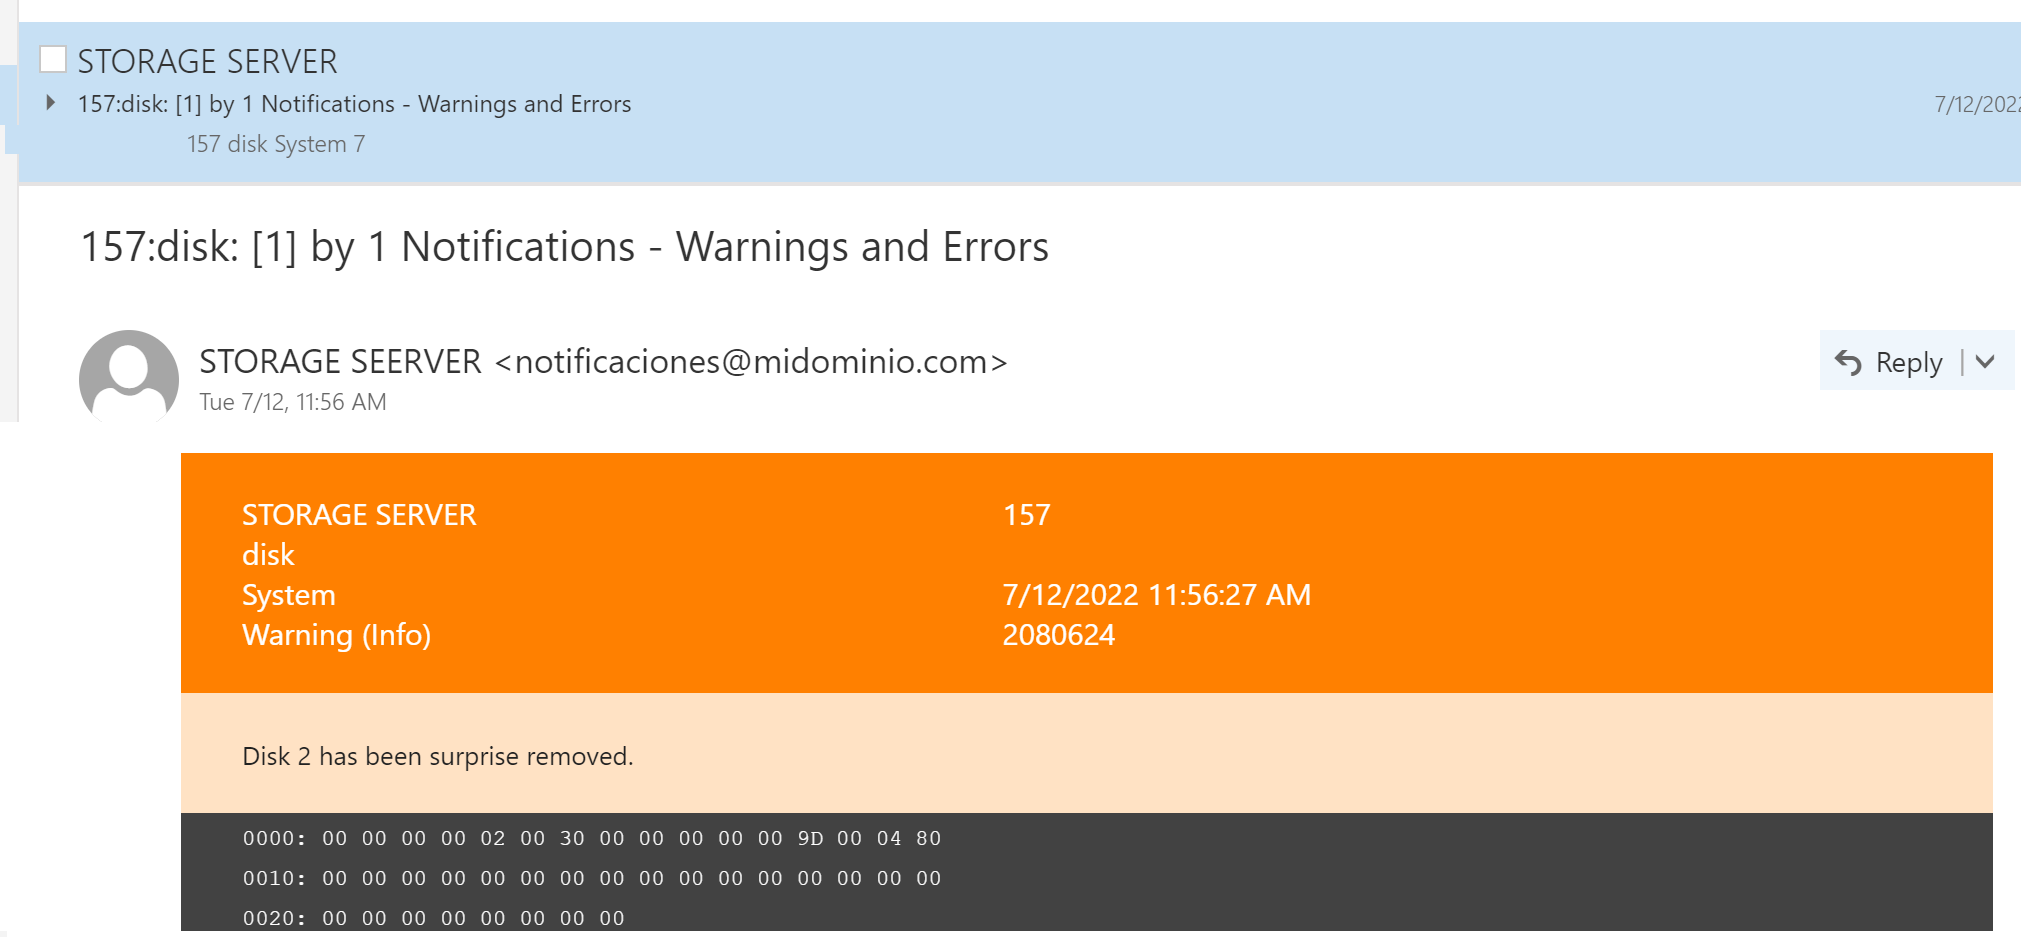 STORAGE SERVER
157:disk: [1] by 1 Notifications - Warnings and Errors 7/12/2022
157 disk System 7
157:disk: [1] by 1 Notifications - Warnings and Errors
STORAGE SEERVER <notificaciones@midominio.com>
Reply
Tue 7/12, 11:56 AM
STORAGE SERVER 157
disk
System 7/12/2022 11:56:27 AM
Warning (Info) 2080624
Disk 2 has been surprise removed.
0000: 00 00 00 00 02 00 30 00 00 00 00 00 9D 00 04 80
0010: 00 00 00 00 00 00 00 00 00 00 00 00 00 00 00 00
0020: 00 00 00 00 00 00 00 00